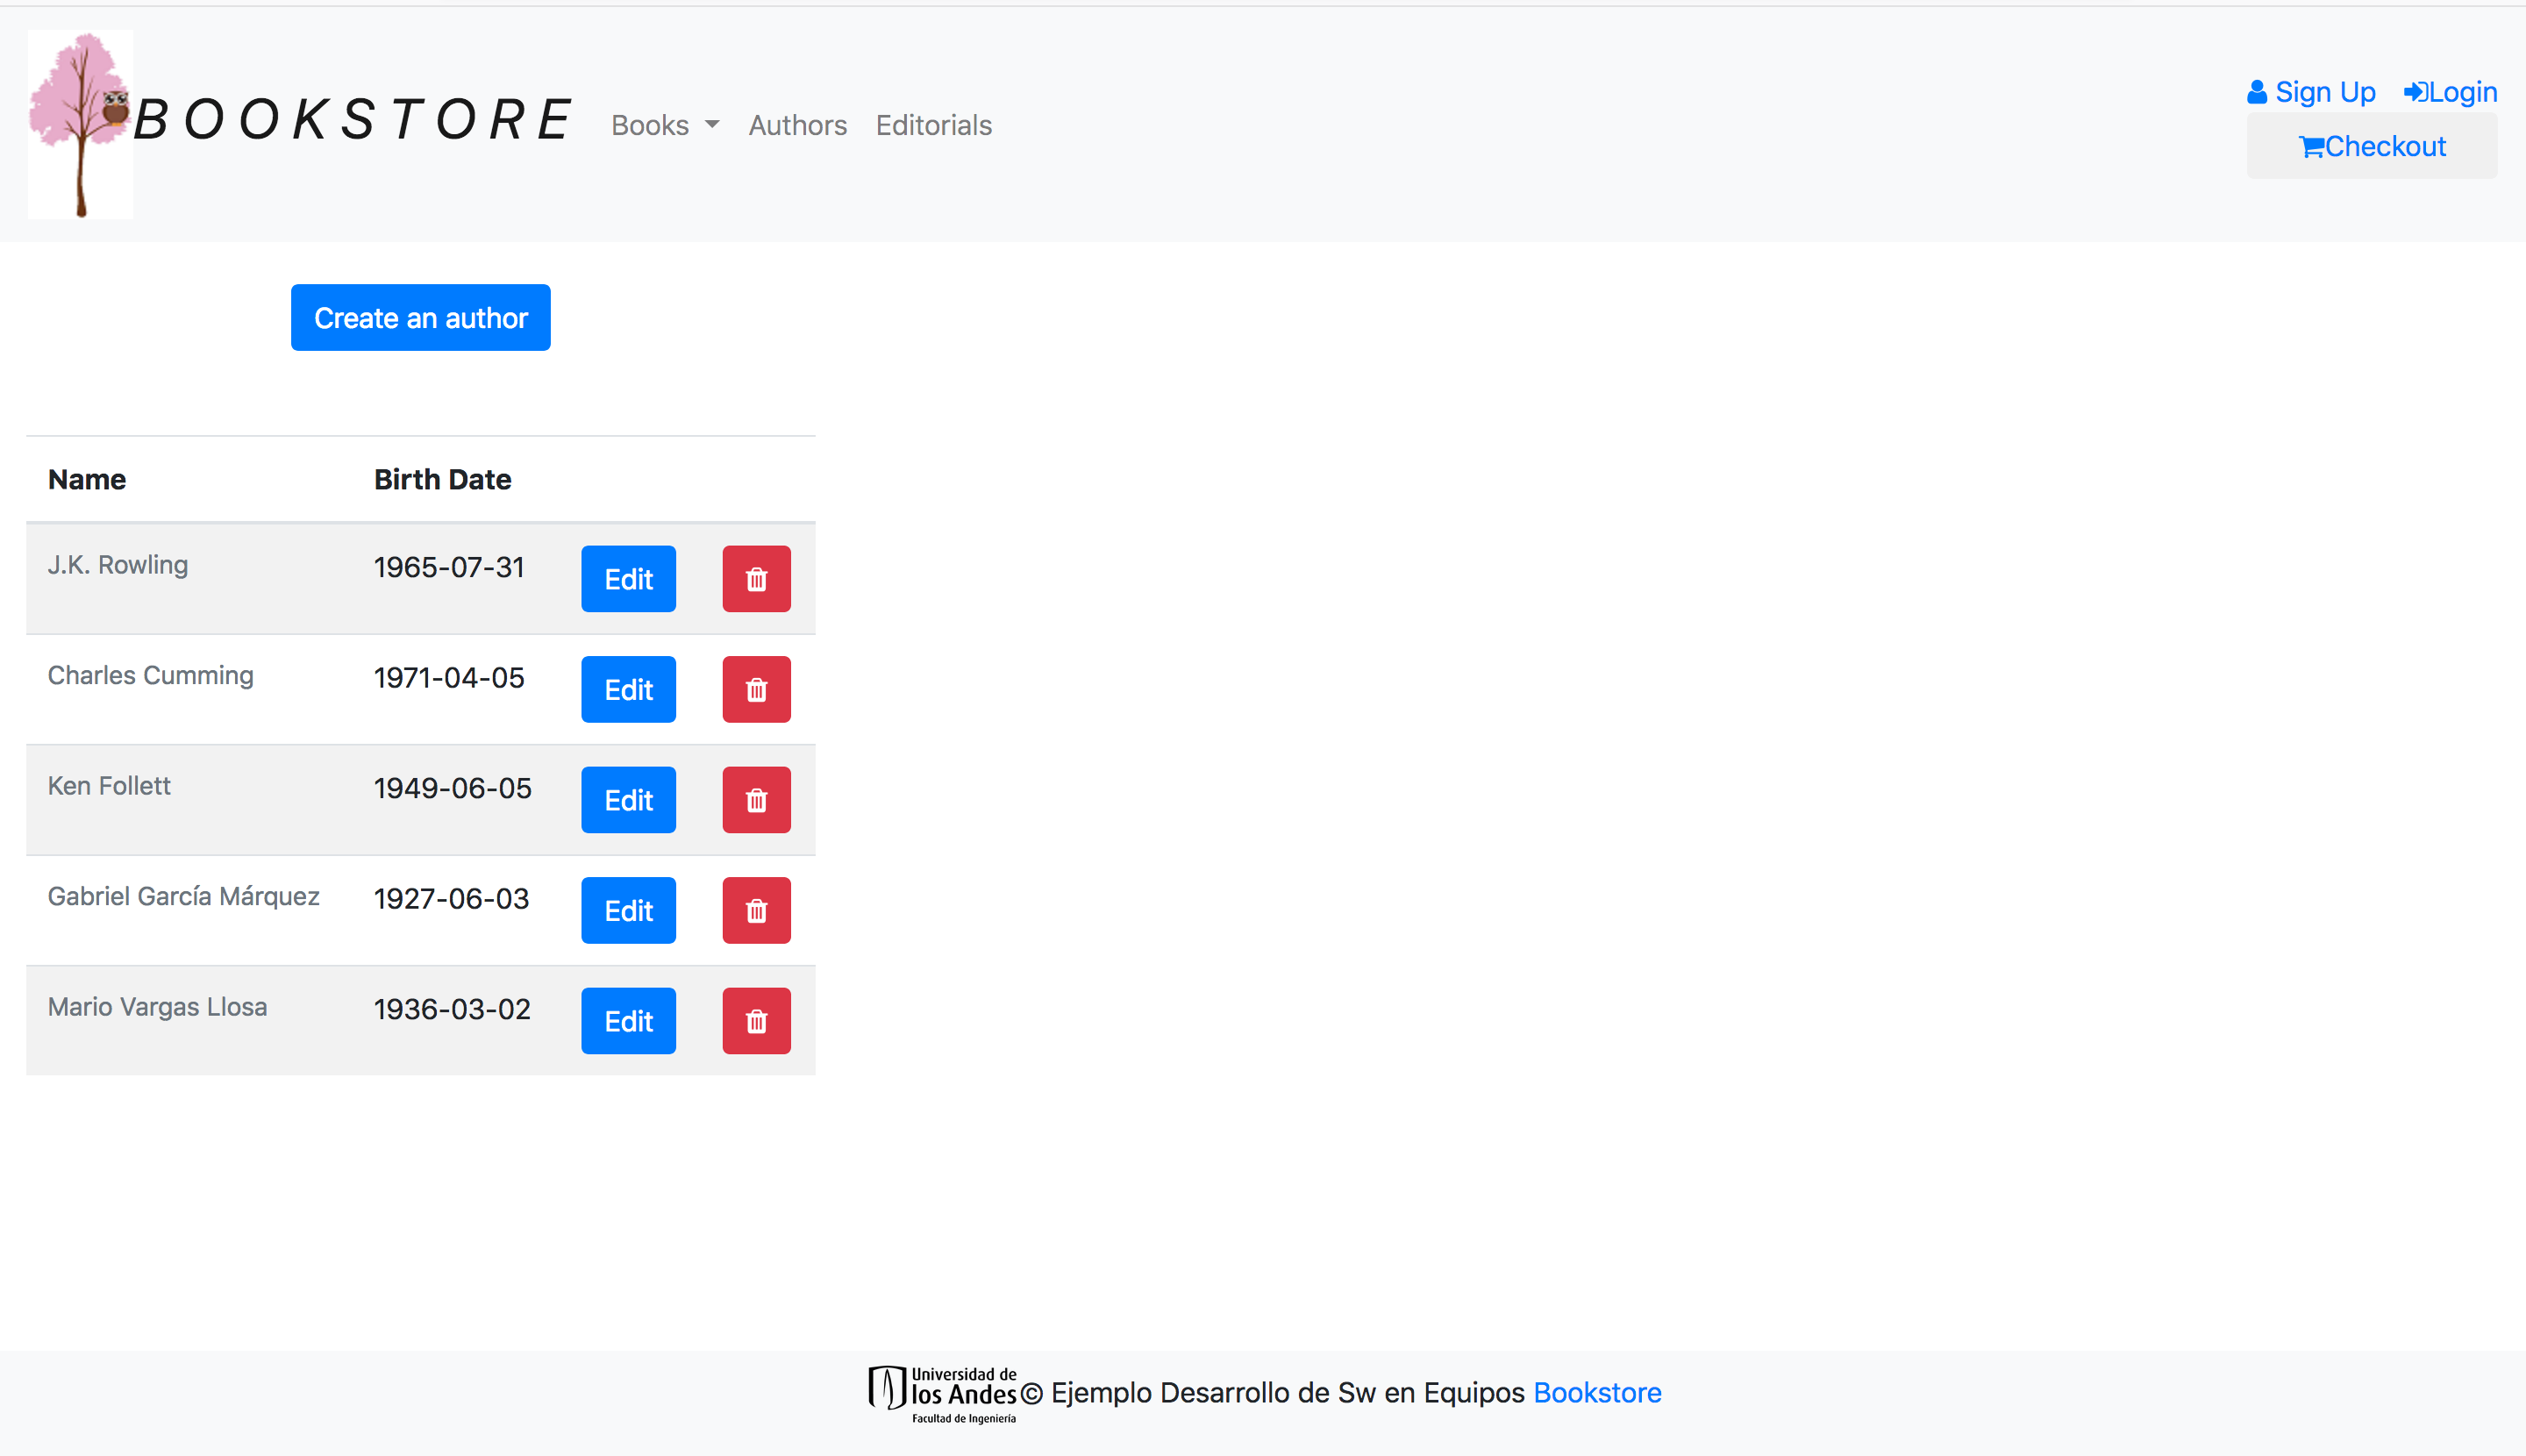 BOOKSTORE Books Authors Editorials
Sign Up Login
Checkout
Create an author
Name Birth Date
J.K. Rowling 1965-07-31 Edit
Charles Cumming 1971-04-05 Edit
Ken Follett 1949-06-05 Edit
Gabriel García Márquez 1927-06-03 Edit
Mario Vargas Llosa 1936-03-02 Edit
Universidad de
los Andes
Facultad de Ingeniería
© Ejemplo Desarrollo de Sw en Equipos Bookstore